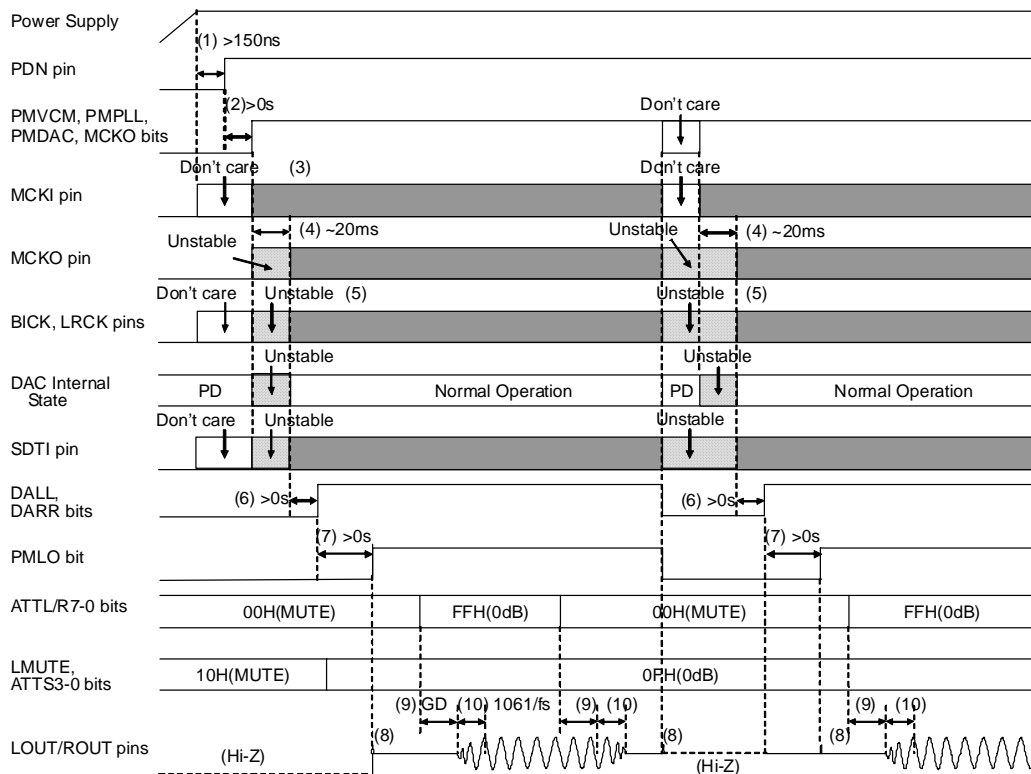 Power Supply
(1) >150ns
PDN pin
(2)>0s
Don't care
PMVCM, PMPLL,
PMDAC, MCKO bits
Don't care (3) Don't care
MCKI pin
(4) ~20ms Unstable (4) ~20ms
Unstable
MCKO pin
Don't care Unstable (5) Unstable (5)
BICK, LRCK pins
Unstable Unstable
DAC Internal
State
PD Normal Operation PD Normal Operation
Don't care Unstable Unstable
SDTI pin
DALL,
DARR bits
(6) >0s (6) >0s
(7) >0s (7) >0s
PMLO bit
ATTL/R7-0 bits
00H(MUTE) FFH(0dB) 00H(MUTE) FFH(0dB)
LMUTE,
ATTS3-0 bits
10H(MUTE) 0FH(0dB)
(9) GD (10) 1061/fs (9) (10) (9) (10)
LOUT/ROUT pins
(8) (8) (8)
(Hi-Z) (Hi-Z)